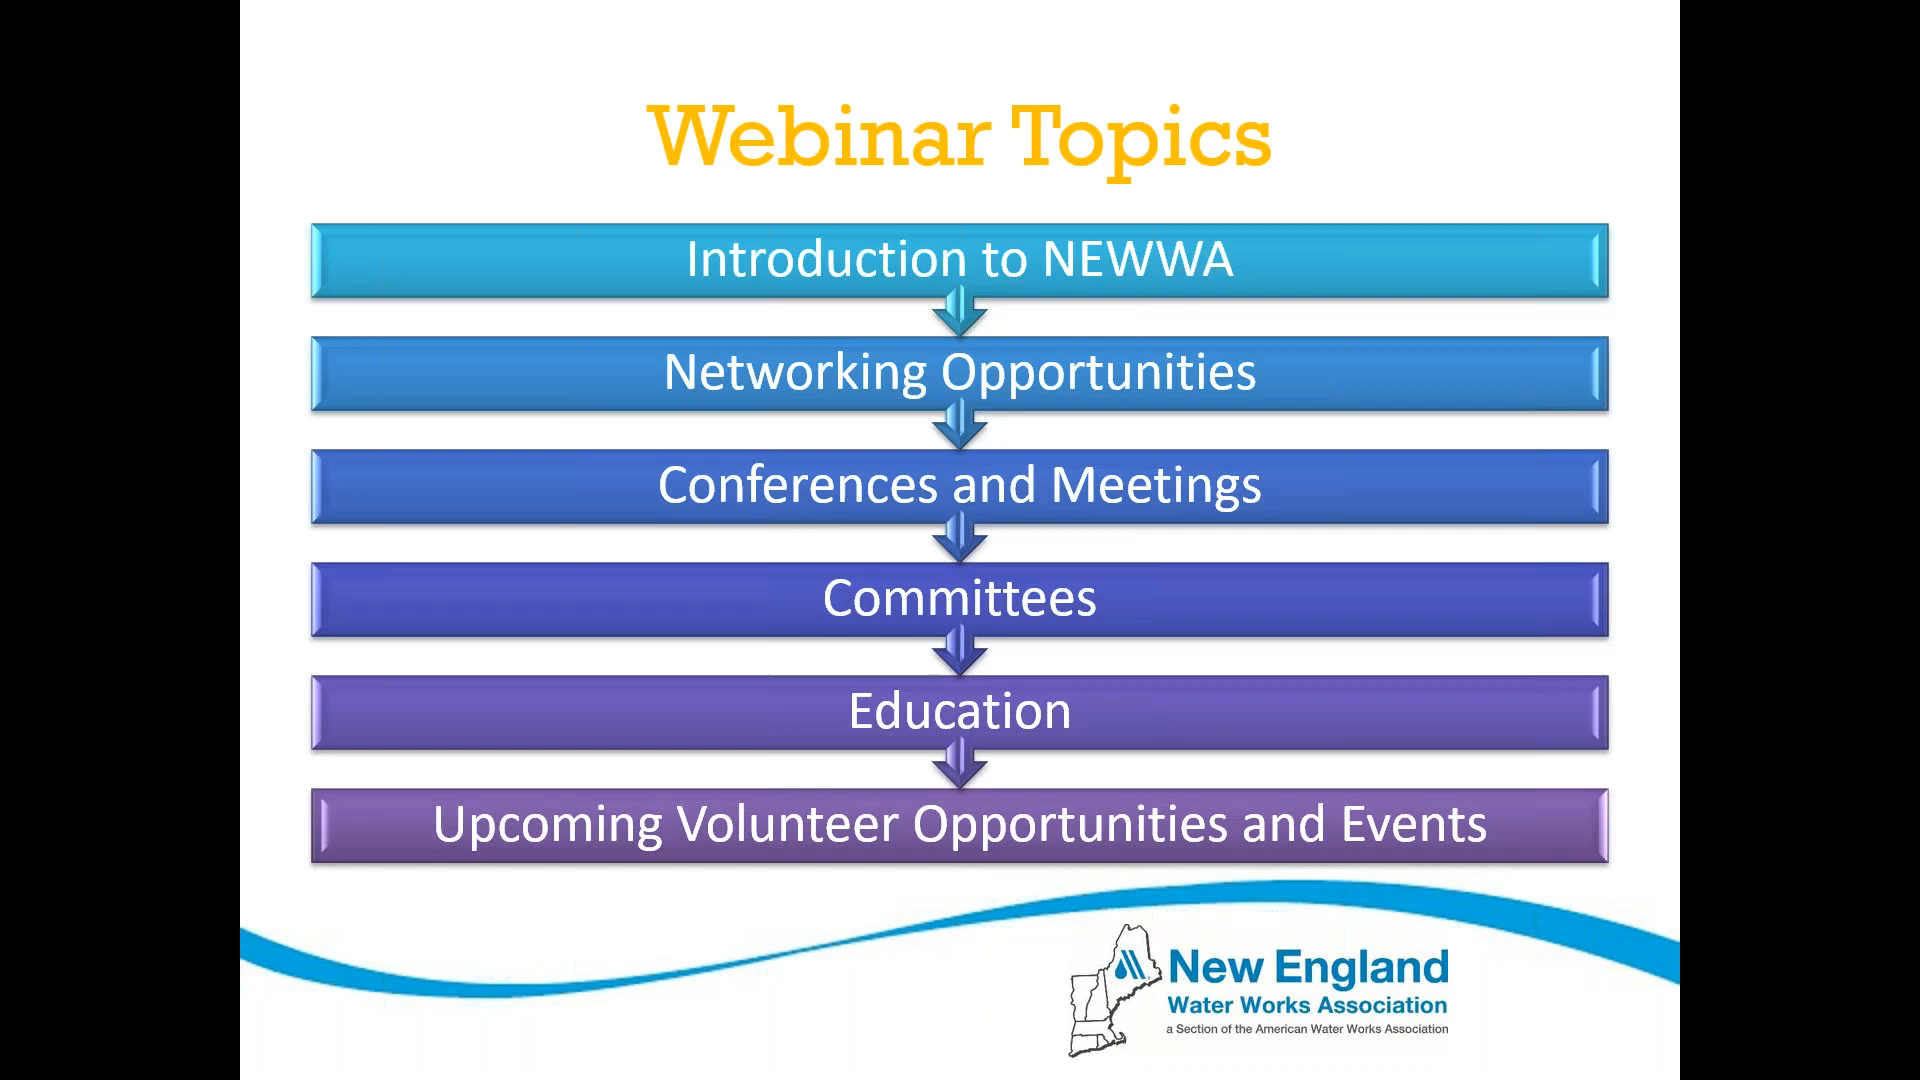 Webinar Topics
Introduction to NEWWA
Networking Opportunities
Conferences and Meetings
Committees
Education
Upcoming Volunteer Opportunities and Events
New England
Water Works Association
a Section of the American Water Works Association